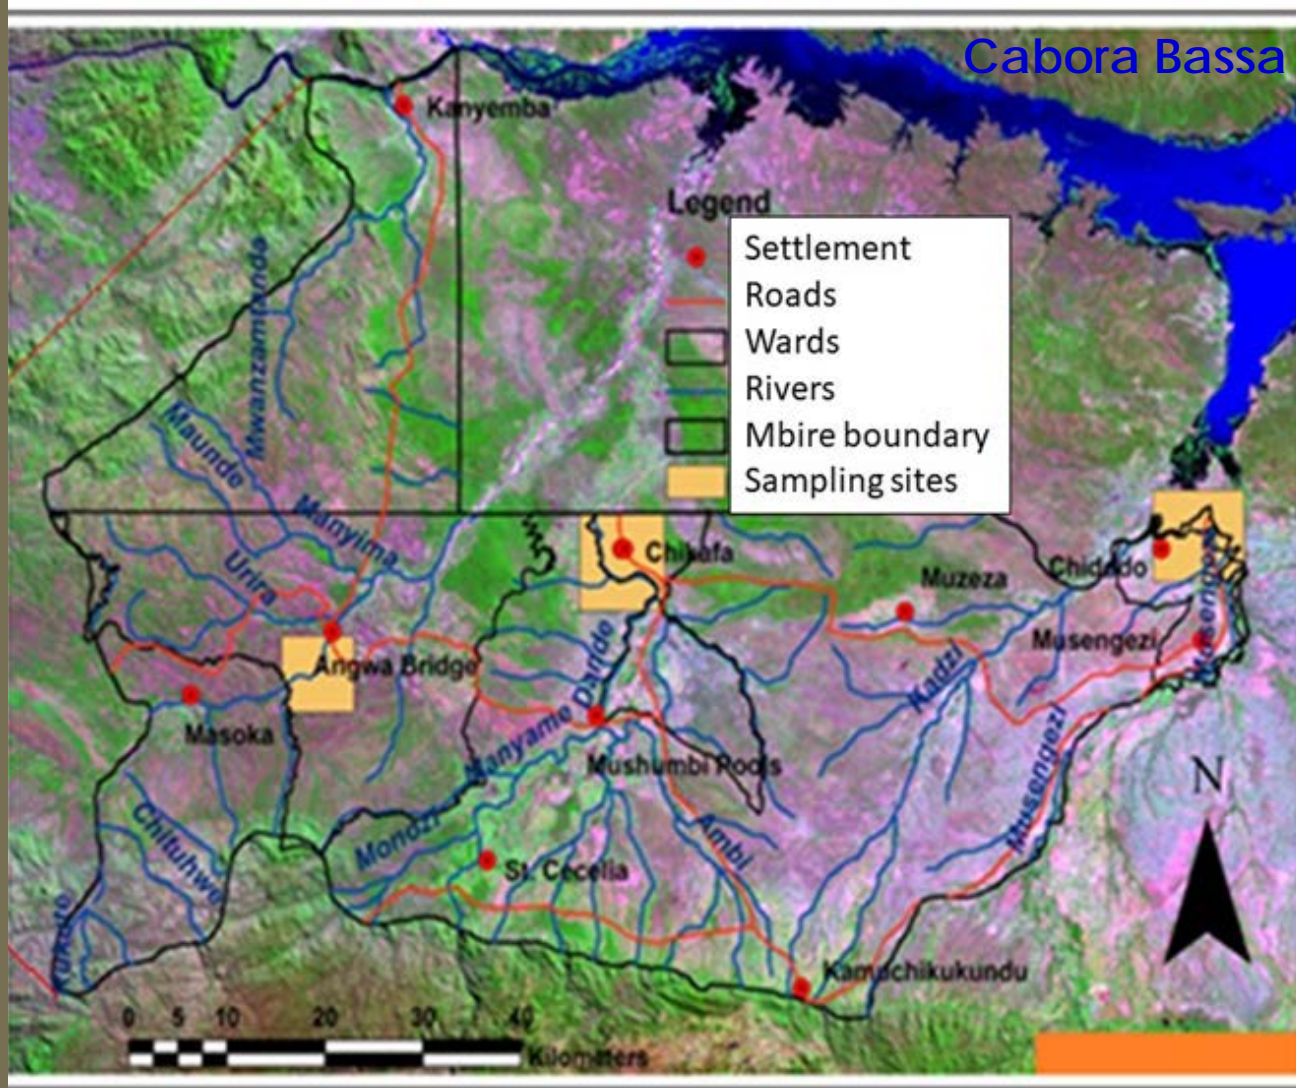 Cabora Bassa
Kanyemba
Legend
Settlement
Roads
Wards
Rivers
Mbire boundary
Sampling sites
Mwanzamtanda
Maunde
Manyima
Urira
Chikafa
Muzeza
Chidodo
Musengezi
Musengezi
Angwa Bridge
Masoka
Manyame
Dande
Kadzi
Mushumbi Pools
Musengezi
N
Chituhwe
Monozi
Ambi
St. Cecelia
Kamuchikukundu
0 5 10 20 30 40
Kilometers